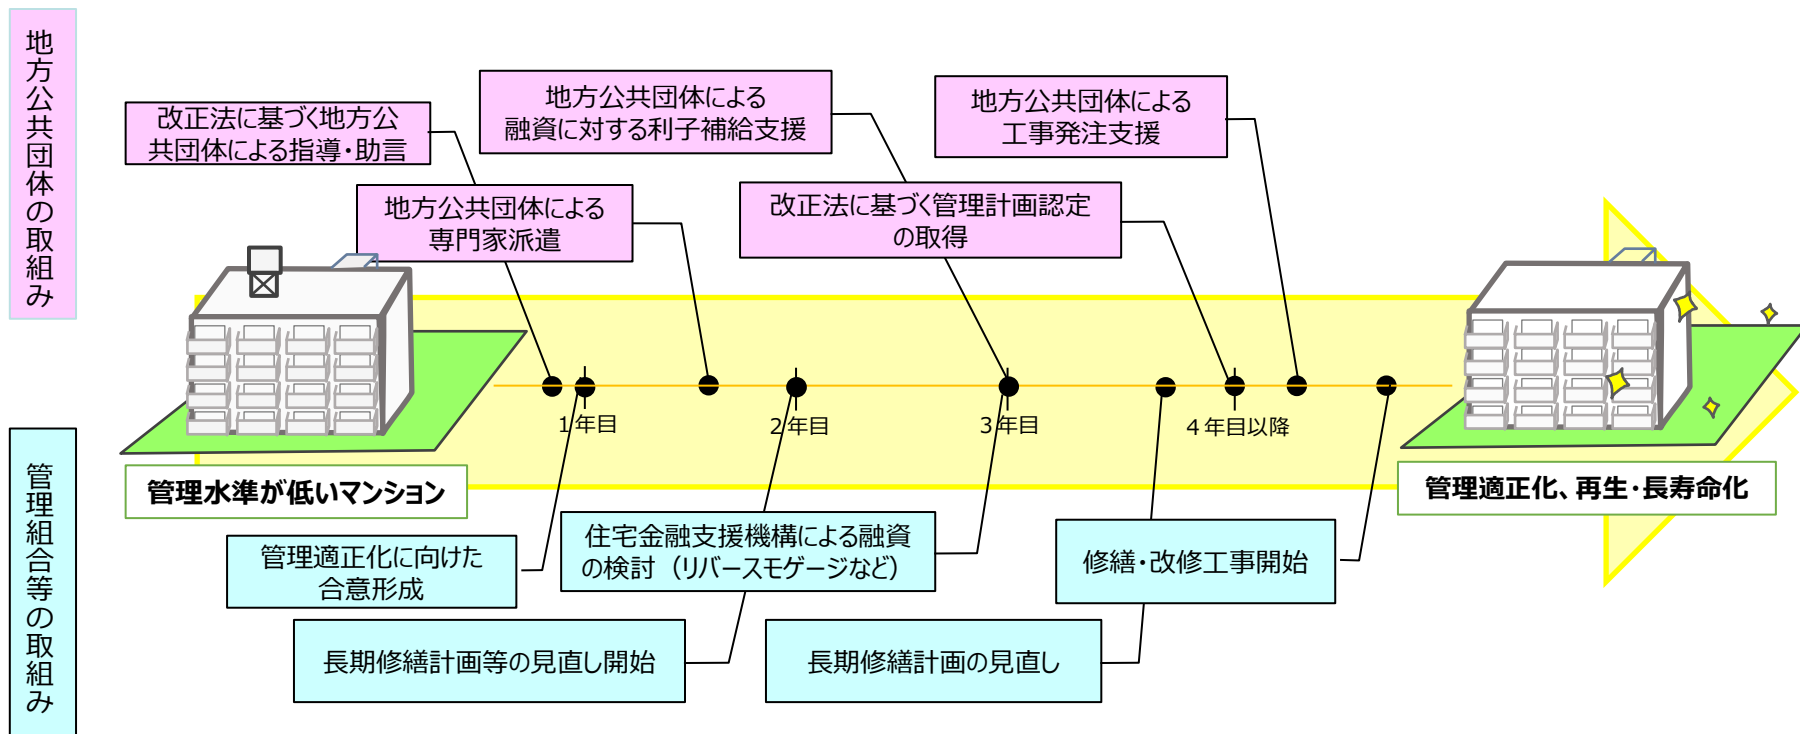 地方公共団体の取組み
改正法に基づく地方公
共団体による指導・助言
地方公共団体による
融資に対する利子補給支援
地方公共団体による
工事発注支援
地方公共団体による
専門家派遣
改正法に基づく管理計画認定
の取得
1年目
2年目
3年目
4年目以降
管理水準が低いマンション
管理適正化、再生・長寿命化
管理組合等の取組み
管理適正化に向けた
合意形成
住宅金融支援機構による融資
の検討（リバースモゲージなど）
修繕・改修工事開始
長期修繕計画等の見直し開始
長期修繕計画の見直し